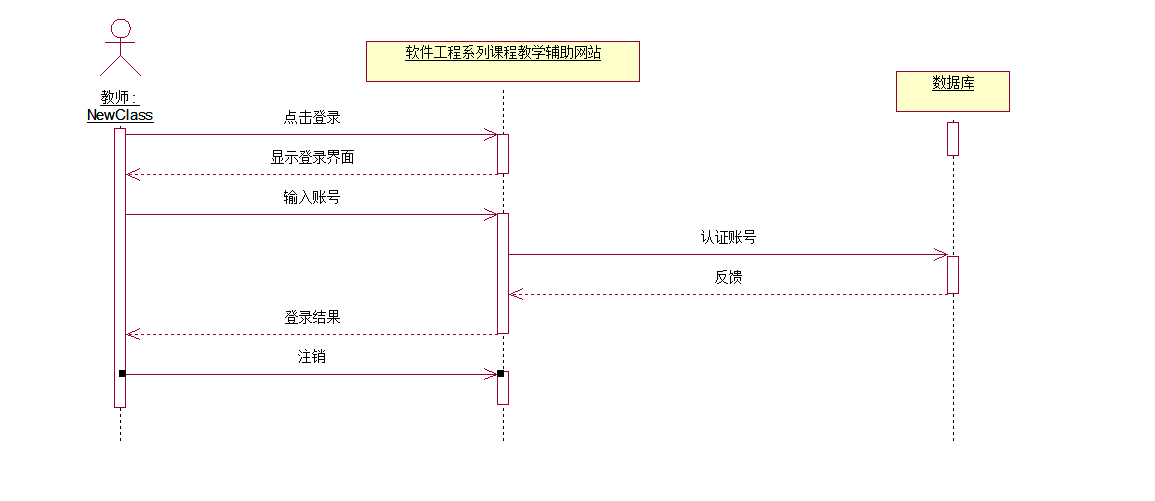 软件工程系列课程教学辅助网站
数据库
教师 :
NewClass
点击登录
显示登录界面
输入账号
认证账号
反馈
登录结果
注销